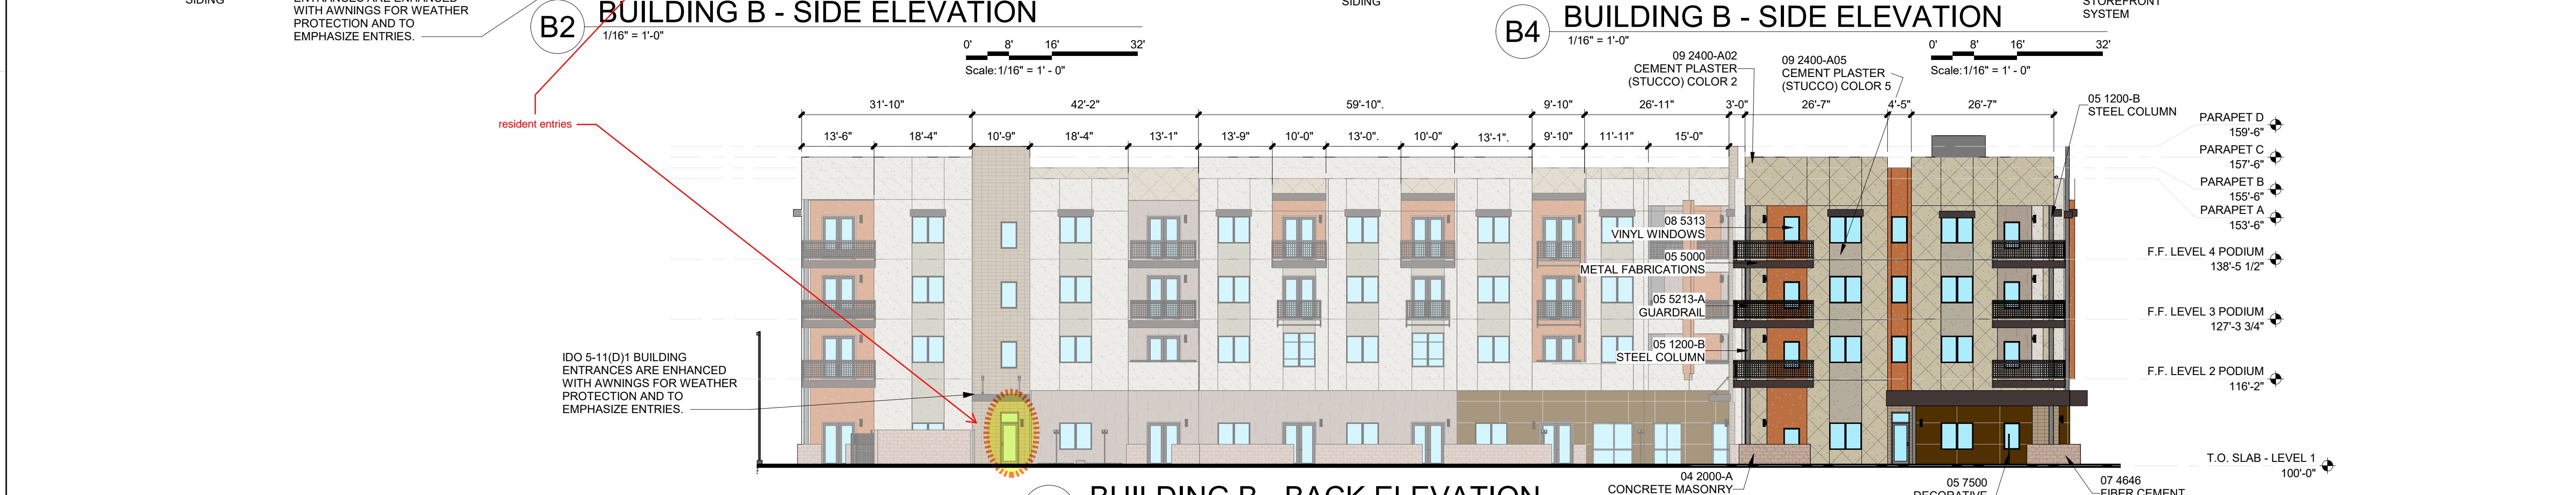 SIDING
ENTRANCES ARE ENHANCED
WITH AWNINGS FOR WEATHER
PROTECTION AND TO
EMPHASIZE ENTRIES.
B2
BUILDING B - SIDE ELEVATION
1/16" = 1'-0"
0' 8' 16' 32'
Scale:1/16" = 1' - 0"
SIDING
B4
BUILDING B - SIDE ELEVATION
1/16" = 1'-0"
STOREFRONT
SYSTEM
0' 8' 16' 32'
Scale:1/16" = 1' - 0"
09 2400-A02
CEMENT PLASTER
(STUCCO) COLOR 2
09 2400-A05
CEMENT PLASTER
(STUCCO) COLOR 5
05 1200-B
STEEL COLUMN
resident entries
31'-10" 42'-2" 59'-10". 9'-10" 26'-11" 3'-0" 26'-7" 4'-5" 26'-7"
13'-6" 18'-4" 10'-9" 18'-4" 13'-1" 13'-9" 10'-0" 13'-0". 10'-0" 13'-1". 9'-10" 11'-11" 15'-0"
PARAPET D
159'-6"
PARAPET C
157'-6"
PARAPET B
155'-6"
PARAPET A
153'-6"
F.F. LEVEL 4 PODIUM
138'-5 1/2"
F.F. LEVEL 3 PODIUM
127'-3 3/4"
F.F. LEVEL 2 PODIUM
116'-2"
T.O. SLAB - LEVEL 1
100'-0"
08 5313
VINYL WINDOWS
05 5000
METAL FABRICATIONS
05 5213-A
GUARDRAIL
05 1200-B
STEEL COLUMN
IDO 5-11(D)1 BUILDING
ENTRANCES ARE ENHANCED
WITH AWNINGS FOR WEATHER
PROTECTION AND TO
EMPHASIZE ENTRIES.
04 2000-A
CONCRETE MASONRY
05 7500
DECORATIVE
07 4646
FIBER CEMENT
BUILDING B - BACK ELEVATION